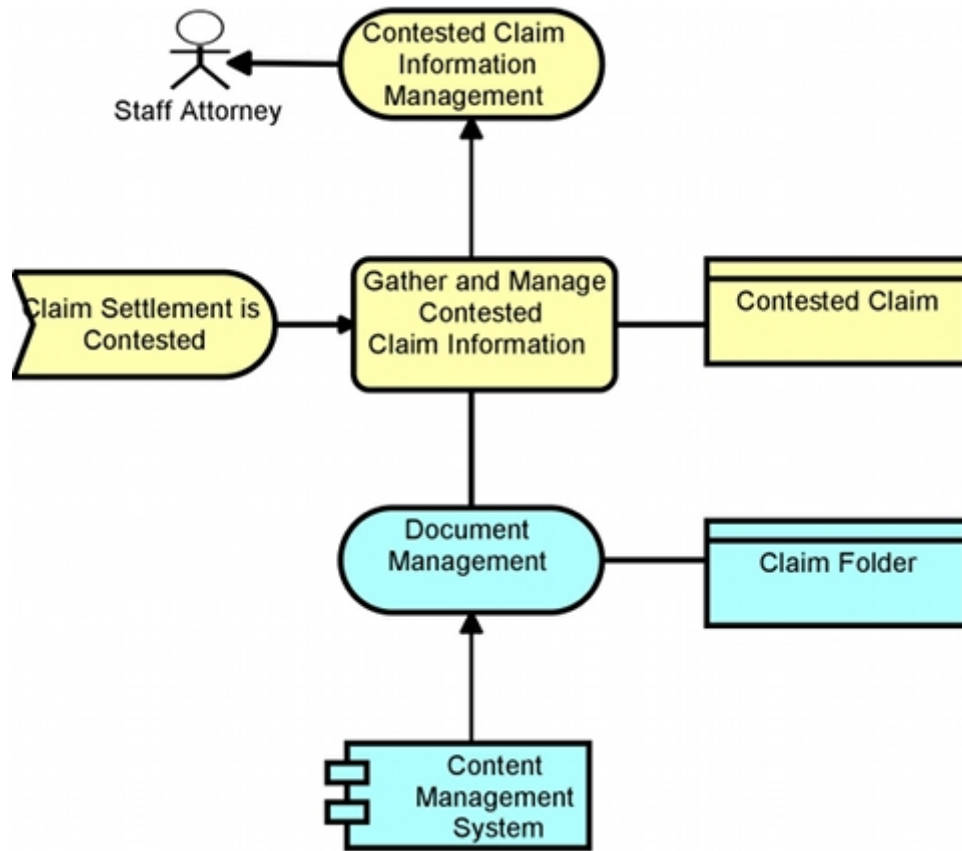 Contested Claim
Information
Management
Staff Attorney
Claim Settlement is
Contested
Gather and Manage
Contested
Claim Information
Contested Claim
Document
Management
Claim Folder
Content
Management
System